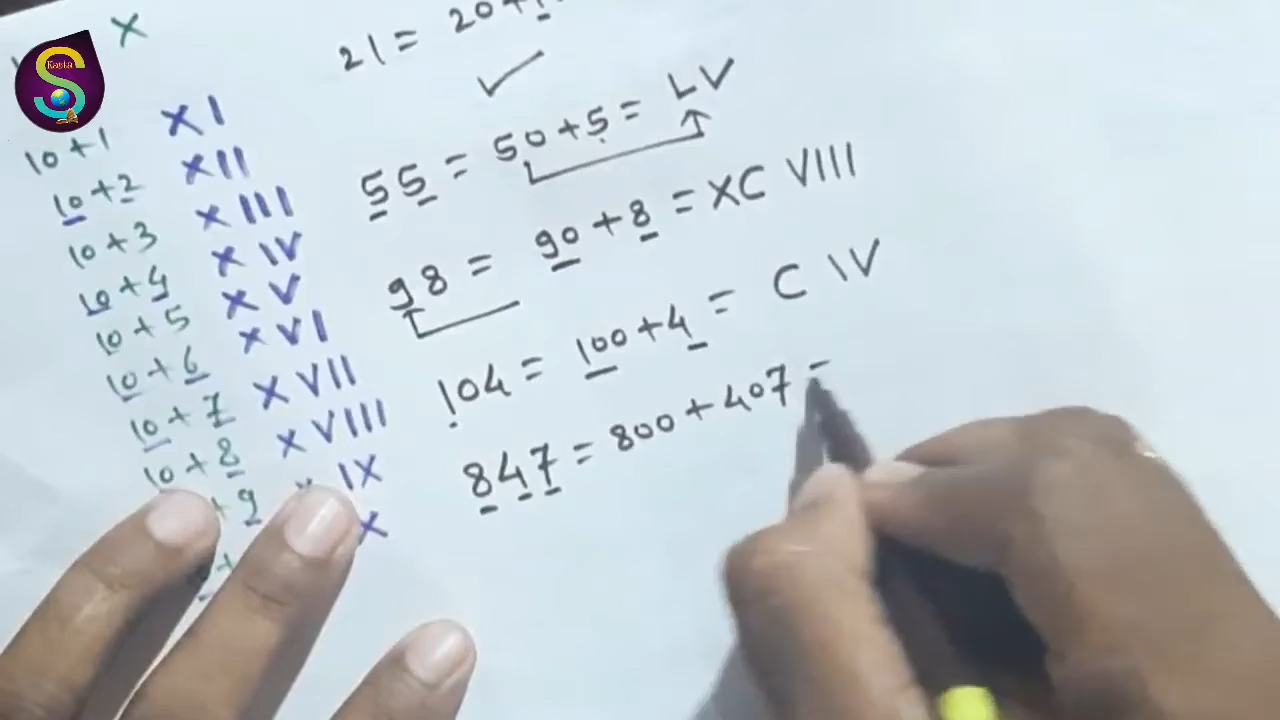 X
Kasta
S
21 = 20+
10+1 XI
10+2 XII
10+3 XIII
10+4 XIV
10+5 XV
10+6 XVI
10+7 XVII
10+8 XVIII
+9 IX
+ X
55 = 50+5 = LV
98 = 90+8 = XC VIII
104 = 100+4 = C IV
847 = 800+407 =